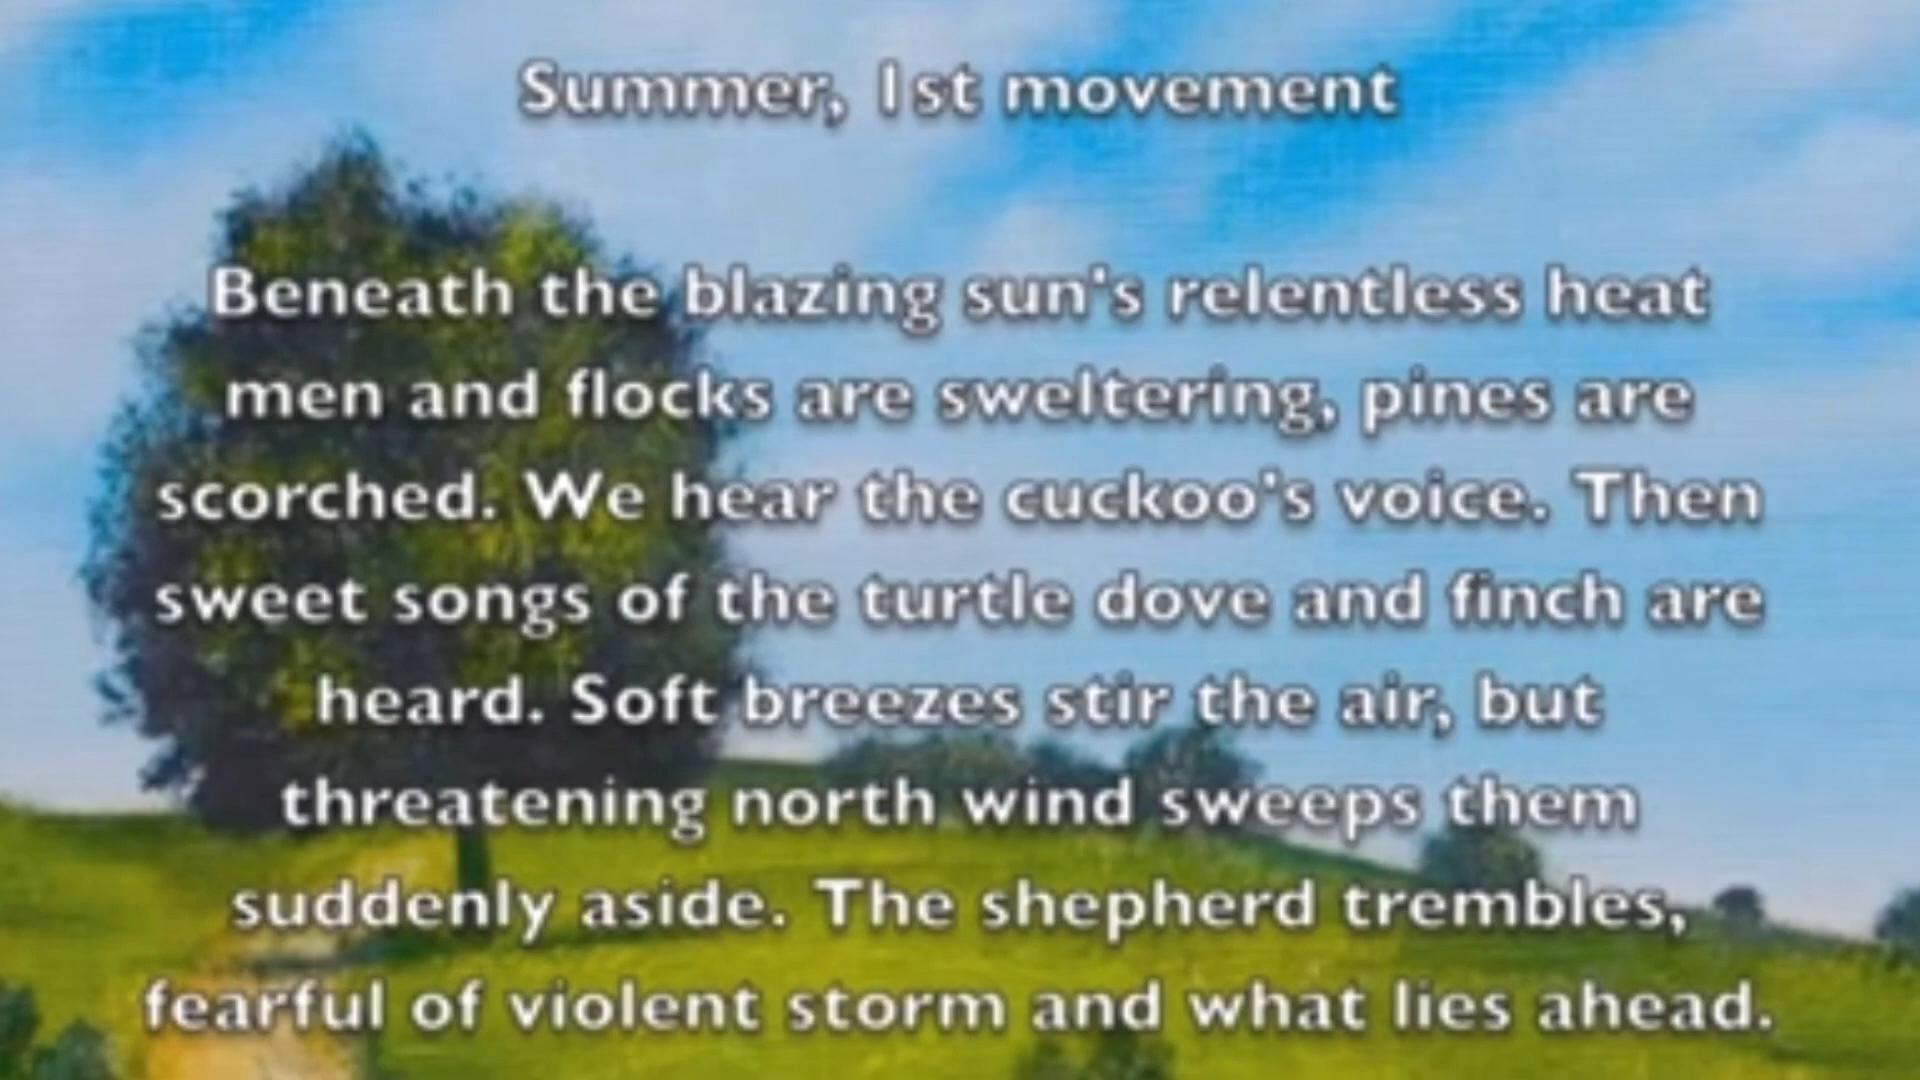 Summer, 1st movement
Beneath the blazing sun's relentless heat
men and flocks are sweltering, pines are
scorched. We hear the cuckoo's voice. Then
sweet songs of the turtle dove and finch are
heard. Soft breezes stir the air, but
threatening north wind sweeps them
suddenly aside. The shepherd trembles,
fearful of violent storm and what lies ahead.